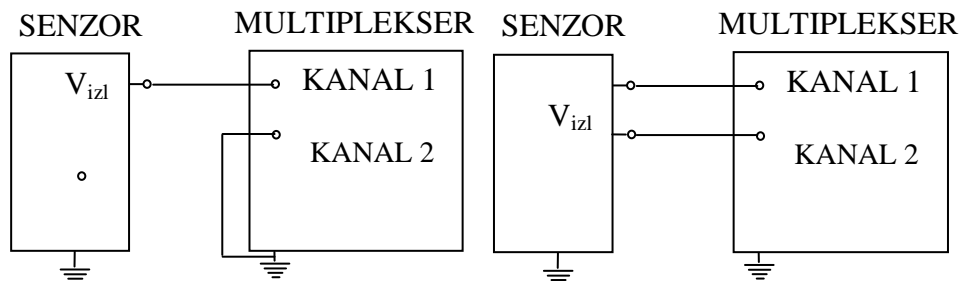 SENZOR MULTIPLEKSER SENZOR MULTIPLEKSER
V_izl KANAL 1
KANAL 2
V_izl KANAL 1
KANAL 2